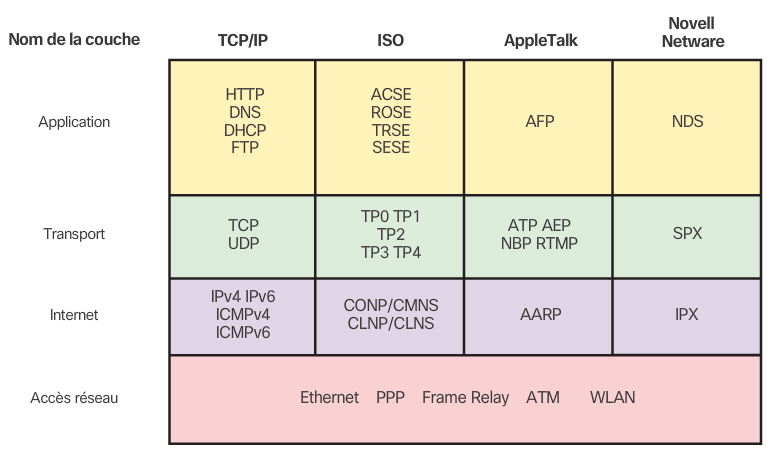 Nom de la couche
TCP/IP
ISO
AppleTalk
Novell
Netware
Application
HTTP
DNS
DHCP
FTP
ACSE
ROSE
TRSE
SESE
AFP
NDS
Transport
TCP
UDP
TP0 TP1
TP2
TP3 TP4
ATP AEP
NBP RTMP
SPX
Internet
IPv4 IPv6
ICMPv4
ICMPv6
CONP/CMNS
CLNP/CLNS
AARP
IPX
Accès réseau
Ethernet PPP Frame Relay ATM WLAN